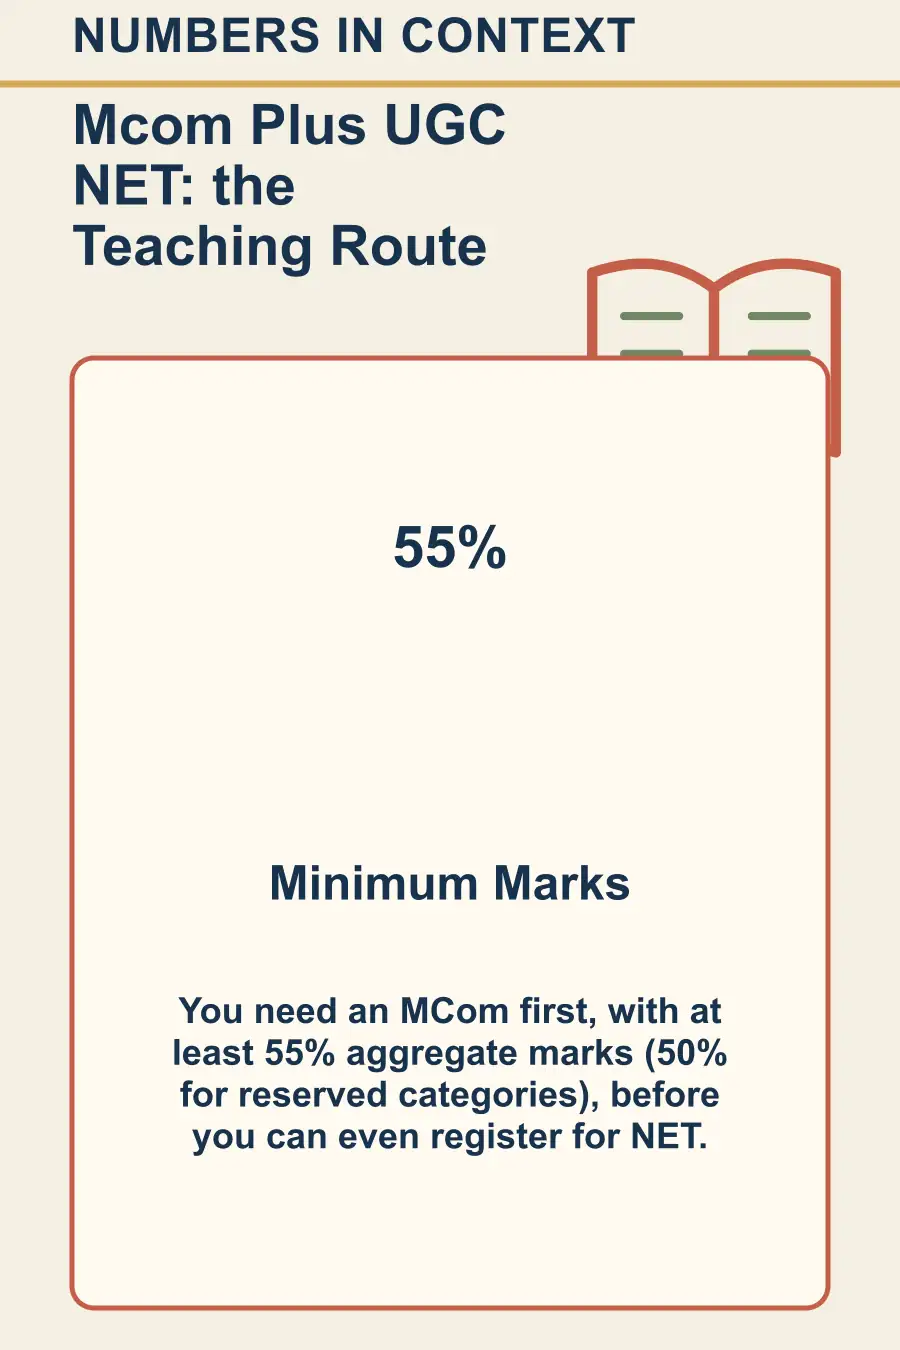 NUMBERS IN CONTEXT
Mcom Plus UGC
NET: the
Teaching Route
55%
Minimum Marks
You need an MCom first, with at
least 55% aggregate marks (50%
for reserved categories), before
you can even register for NET.